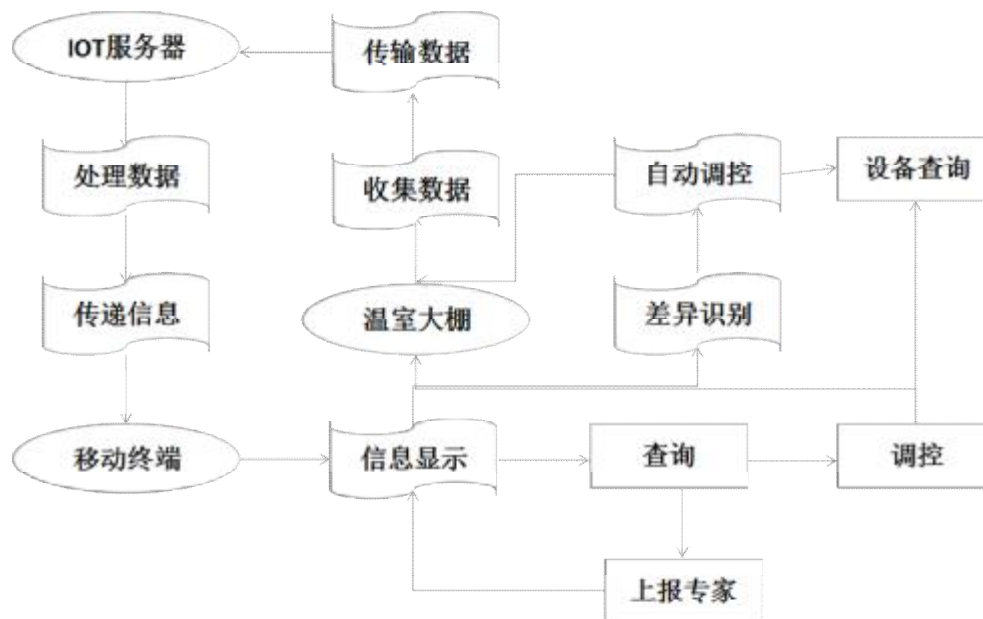 IOT服务器
传输数据
处理数据
收集数据
自动调控
设备查询
传递信息
温室大棚
差异识别
移动终端
信息显示
查询
调控
上报专家